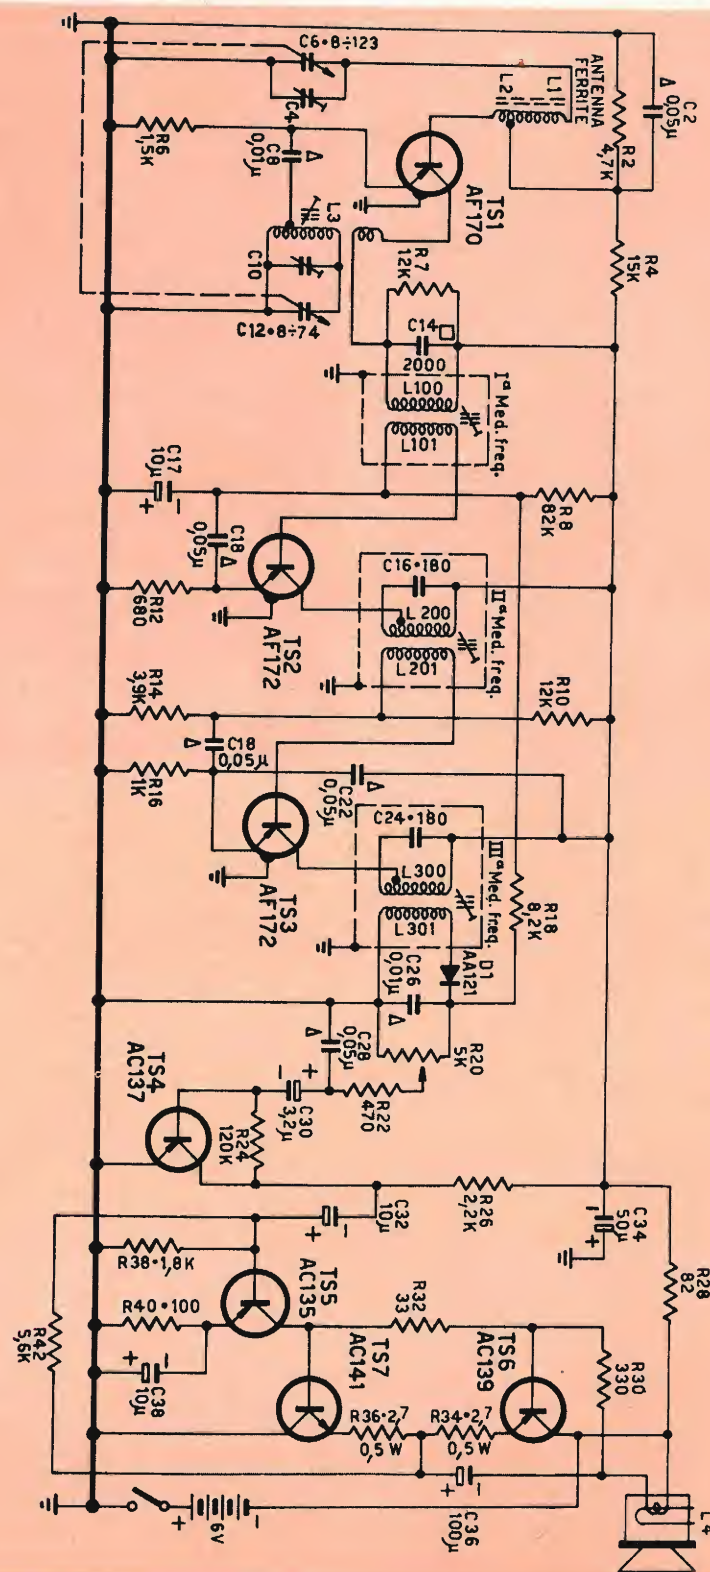 C2
Δ 0,05µ
R2
4,7K
R4
15K
ANTENNA
FERRITE
L1
L2
C6•8÷123
C4
R6
1,5K
C8
Δ
0,01µ
L3
C10
C12•8÷74
TS1
AF170
R7
12K
C14
2000
L100
L101
Iª Med. freq.
R8
82K
C17
10µ
+
-
C18
Δ
0,05µ
R12
680
TS2
AF172
C16•180
L200
L201
IIª Med. freq.
R10
12K
R14
3,9K
C18
Δ
0,05µ
R16
1K
C22
Δ
0,05µ
TS3
AF172
C24•180
L300
L301
IIIª Med. freq.
R18
8,2K
D1
AA121
C26
0,01µ
Δ
R20
5K
C28
0,05µ
Δ
R22
470
C30
3,2µ
+
-
R24
120K
TS4
AC137
R26
2,2K
C32
10µ
-
+
C34
50µ
-
+
R28
82
R38•1,8K
R40•100
C38
10µ
+
-
R42
5,6K
TS5
AC135
R32
33
TS7
AC141
TS6
AC139
R30
330
R36•2,7
0,5W
R34•2,7
0,5W
C36
100µ
+
-
L4
+
6V
-